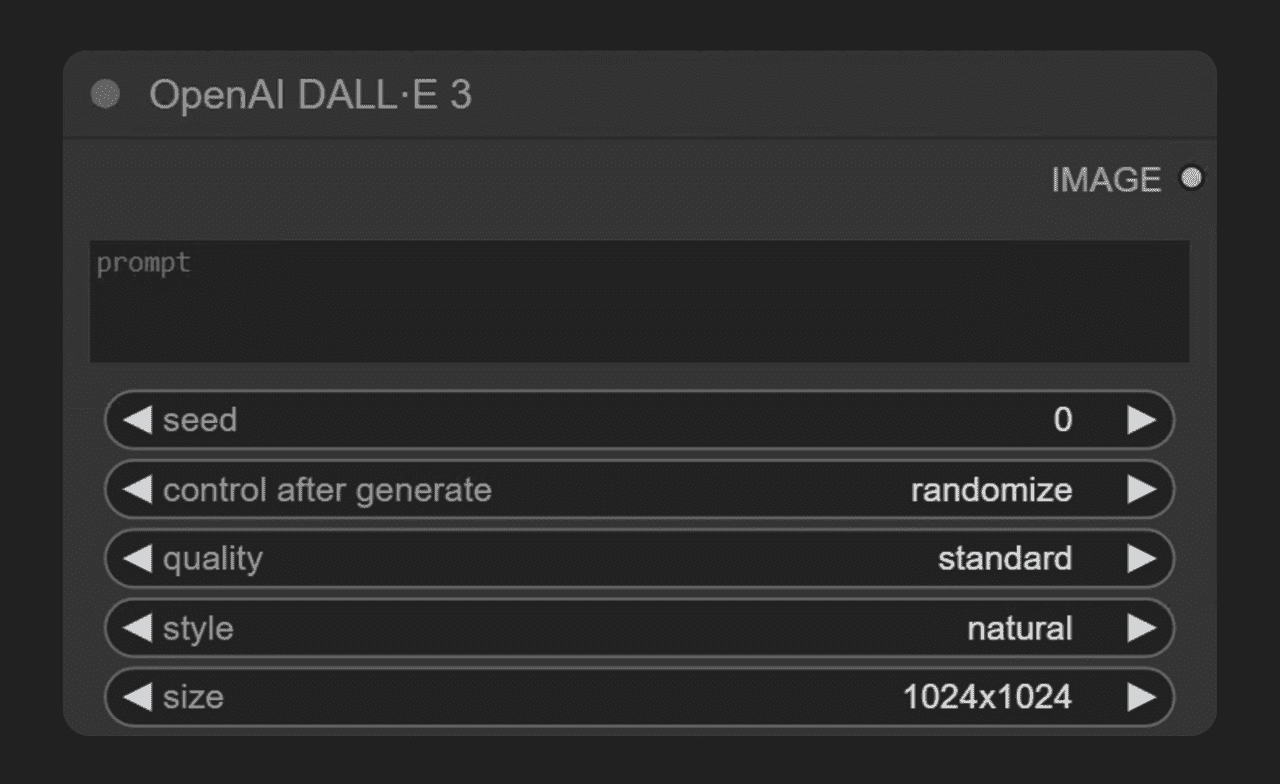 OpenAI DALL·E 3
IMAGE
prompt
seed 0
control after generate randomize
quality standard
style natural
size 1024x1024